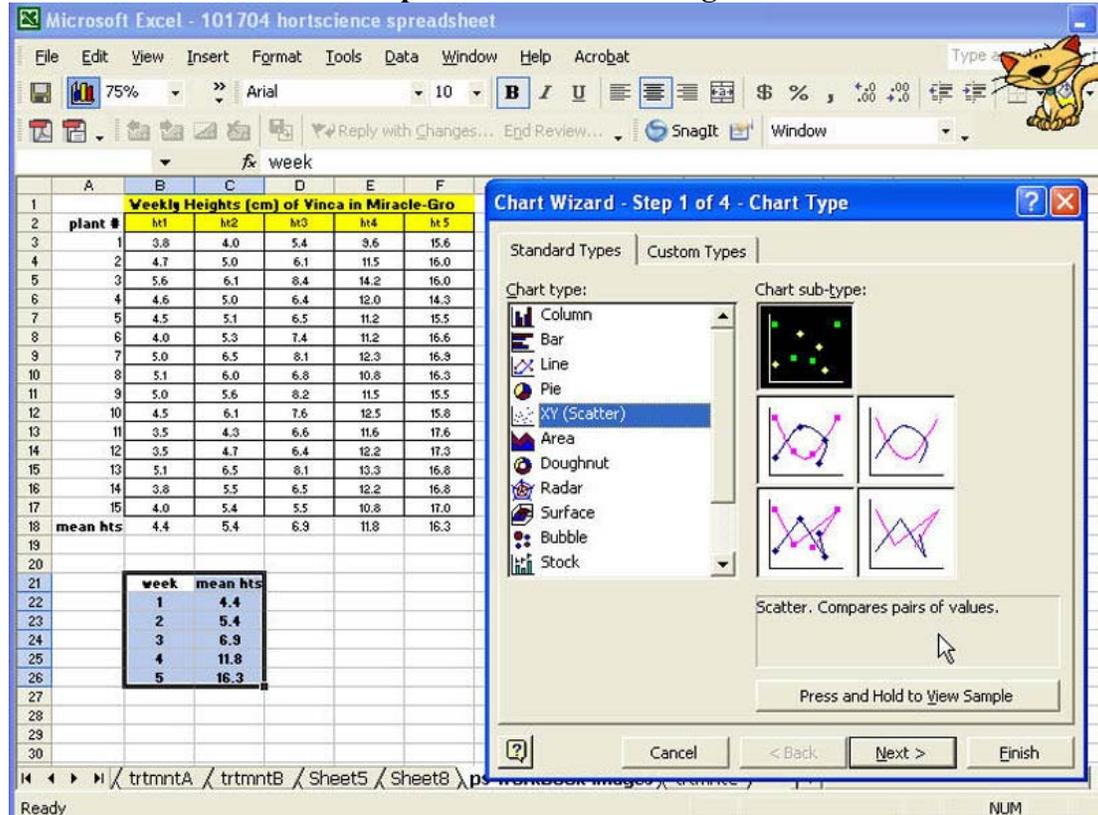 Microsoft Excel - 101704 hortscience spreadsheet
File Edit View Insert Format Tools Data Window Help Acrobat Type a
75% Arial 10 B I U $ % ,
Reply with Changes... End Review... SnagIt Window
fx week
A B C D E F
1 Weekly Heights (cm) of Vinca in Miracle-Gro
2 plant # ht1 ht2 ht3 ht4 ht 5
3 1 3.8 4.0 5.4 9.6 15.6
4 2 4.7 5.0 6.1 11.5 16.0
5 3 5.6 6.1 8.4 14.2 16.0
6 4 4.6 5.0 6.4 12.0 14.3
7 5 4.5 5.1 6.5 11.2 15.5
8 6 4.0 5.3 7.4 11.2 16.6
9 7 5.0 6.5 8.1 12.3 16.9
10 8 5.1 6.0 6.8 10.8 16.3
11 9 5.0 5.6 8.2 11.5 15.5
12 10 4.5 6.1 7.6 12.5 15.8
13 11 3.5 4.3 6.6 11.6 17.6
14 12 3.5 4.7 6.4 12.2 17.3
15 13 5.1 6.5 8.1 13.3 16.8
16 14 3.8 5.5 6.5 12.2 16.8
17 15 4.0 5.4 5.5 10.8 17.0
18 mean hts 4.4 5.4 6.9 11.8 16.3
19
20
21 week mean hts
22 1 4.4
23 2 5.4
24 3 6.9
25 4 11.8
26 5 16.3
27
28
29
30
Chart Wizard - Step 1 of 4 - Chart Type
Standard Types Custom Types
Chart type:
Column
Bar
Line
Pie
XY (Scatter)
Area
Doughnut
Radar
Surface
Bubble
Stock
Chart sub-type:
Scatter. Compares pairs of values.
Press and Hold to View Sample
Cancel < Back Next > Finish
trtmntA trtmntB Sheet5 Sheet8
Ready NUM